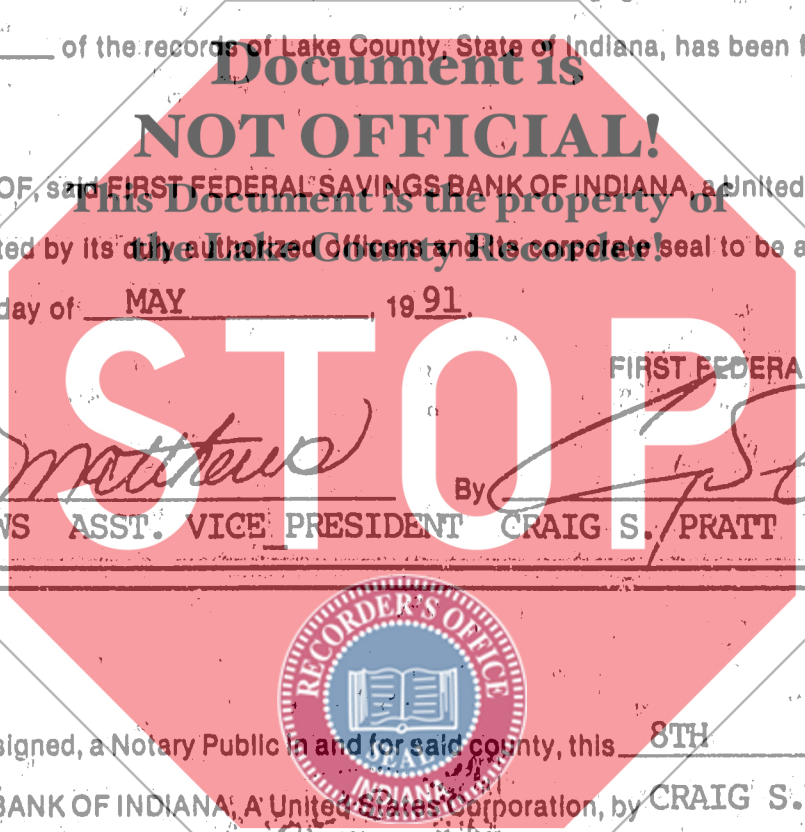 of the records of Lake County, State of Indiana, has been f
Document is
NOT OFFICIAL!
OF, said FIRST FEDERAL SAVINGS BANK OF INDIANA, a United
This Document is the property of
ted by its duly authorized officers and its corporate seal to be a
the Lake County Recorder!
day of MAY, 1991.
STOP
FIRST FEDERA
Matthews
By
WS ASST. VICE PRESIDENT CRAIG S. PRATT
RECORDER'S OFFICE
SEAL
INDIANA
signed, a Notary Public in and for said county, this 8TH
BANK OF INDIANA, A United States Corporation, by CRAIG S.